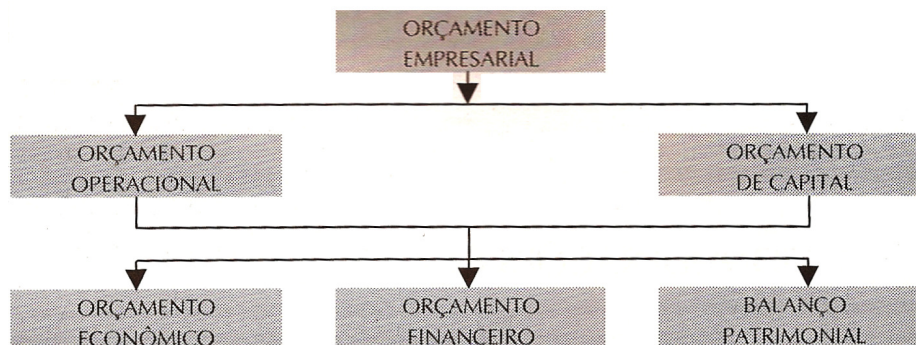 ORÇAMENTO
EMPRESARIAL
ORÇAMENTO
OPERACIONAL
ORÇAMENTO
DE CAPITAL
ORÇAMENTO
ECONÔMICO
ORÇAMENTO
FINANCEIRO
BALANÇO
PATRIMONIAL